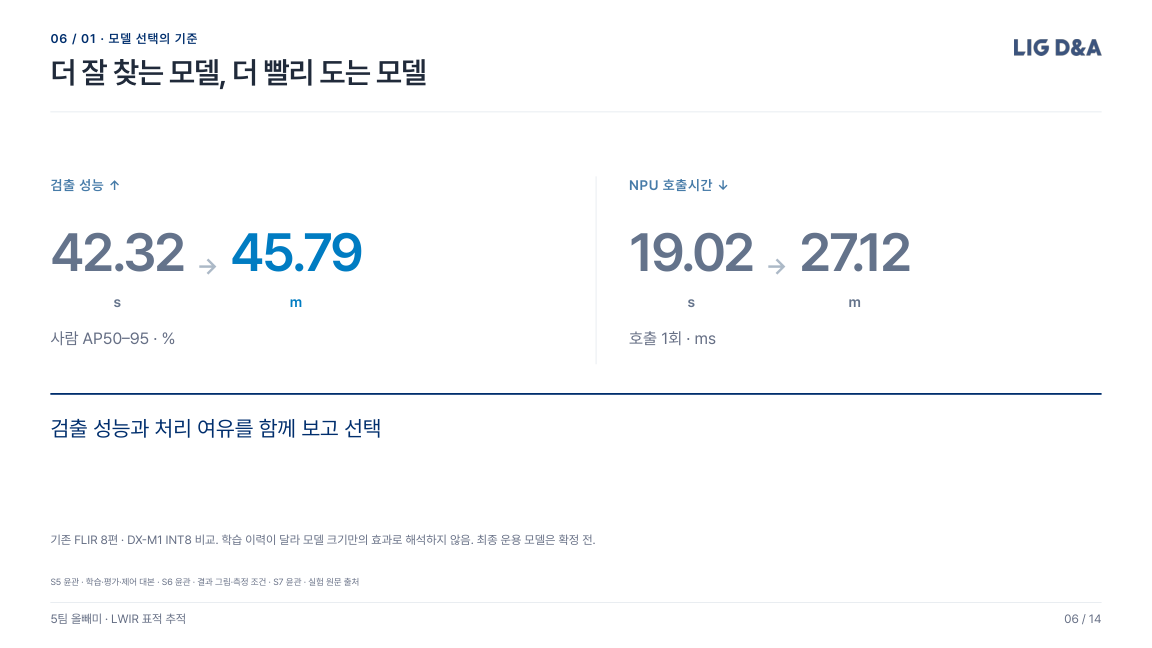 06 / 01 · 모델 선택의 기준
더 잘 찾는 모델, 더 빨리 도는 모델
LIG D&A
검출 성능 ↑
42.32 → 45.79
s m
사람 AP50–95 · %
NPU 호출시간 ↓
19.02 → 27.12
s m
호출 1회 · ms
검출 성능과 처리 여유를 함께 보고 선택
기존 FLIR 8편 · DX-M1 INT8 비교. 학습 이력이 달라 모델 크기만의 효과로 해석하지 않음. 최종 운용 모델은 확정 전.
S5 윤관 · 학습·평가·제어 대본 · S6 윤관 · 결과 그림·측정 조건 · S7 윤관 · 실험 원문 출처
5팀 올빼미 · LWIR 표적 추적
06 / 14